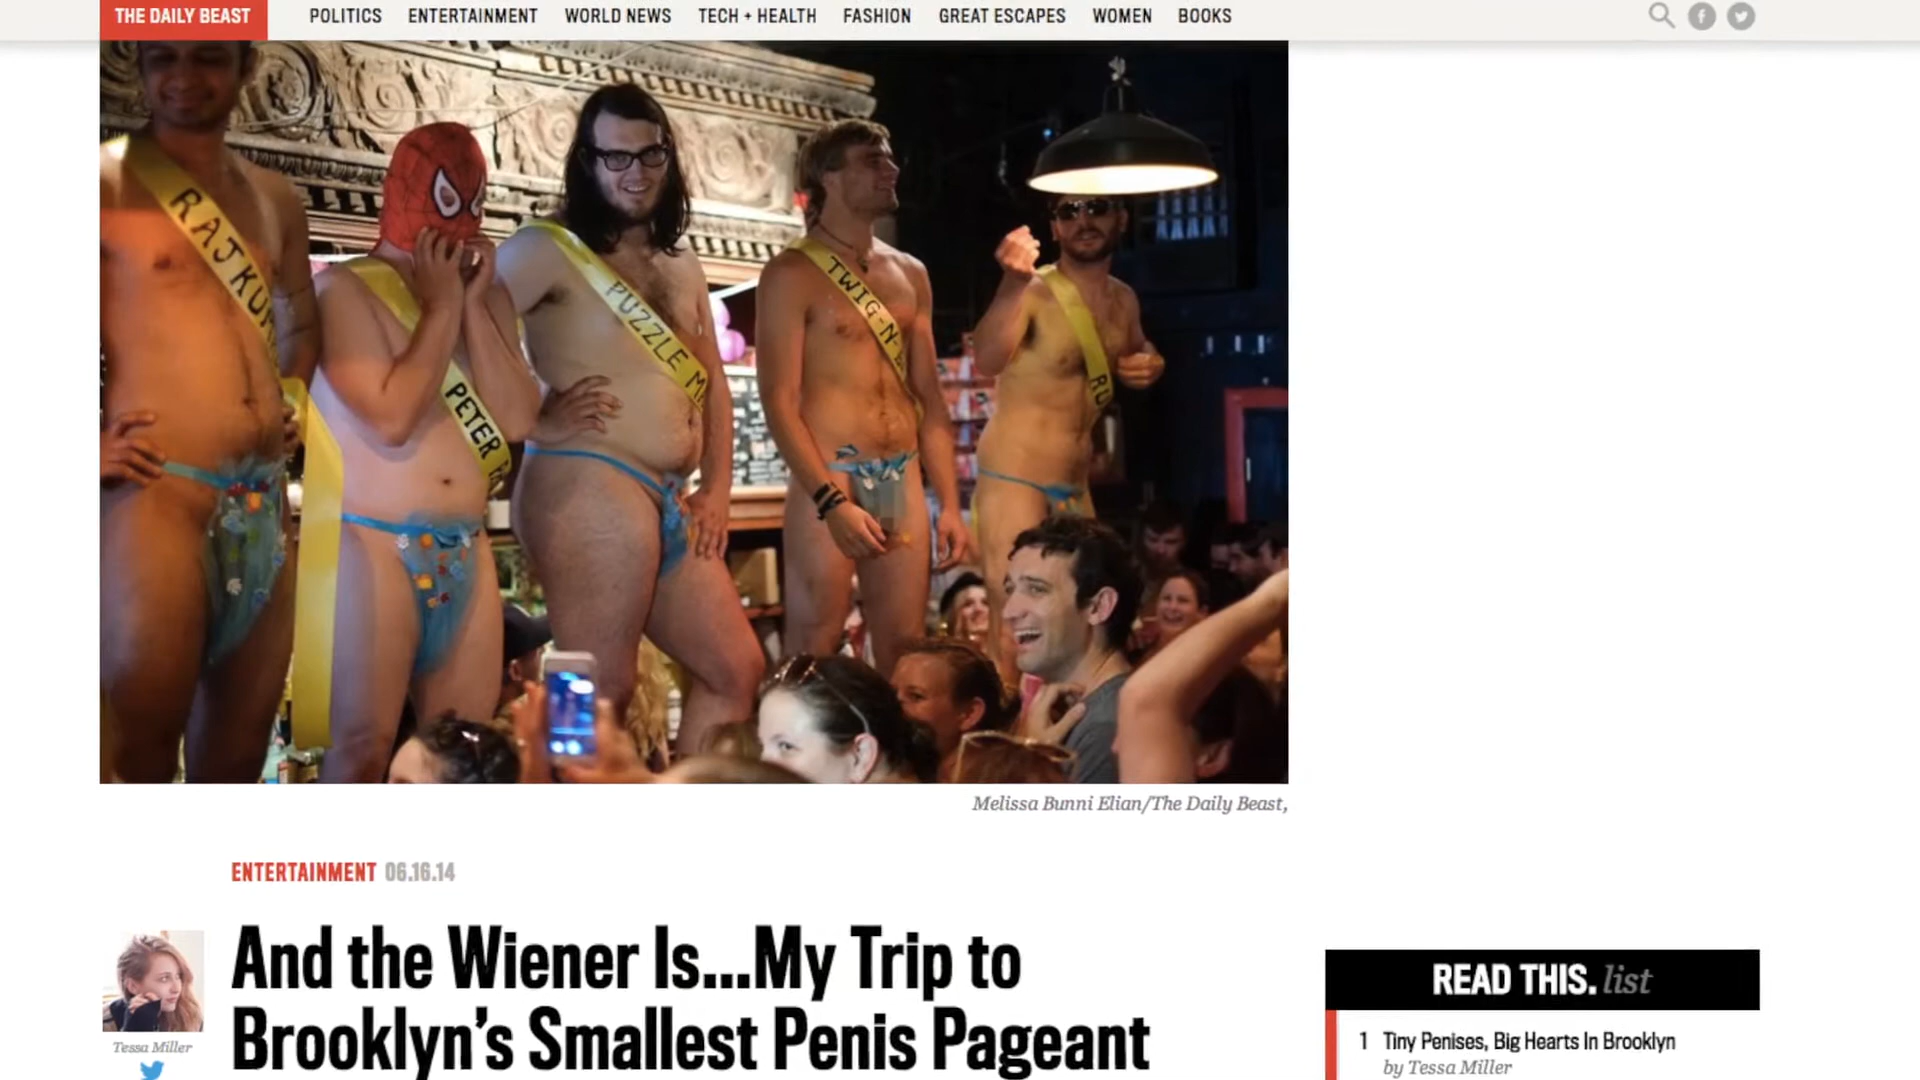 THE DAILY BEAST
POLITICS ENTERTAINMENT WORLD NEWS TECH + HEALTH FASHION GREAT ESCAPES WOMEN BOOKS
RAJKU
PETER
PUZZLE M
TWIG-N-
RU
Melissa Bunni Elian/The Daily Beast,
ENTERTAINMENT 06.16.14
And the Wiener Is...My Trip to
Brooklyn's Smallest Penis Pageant
Tessa Miller
READ THIS. list
1 Tiny Penises, Big Hearts In Brooklyn
by Tessa Miller